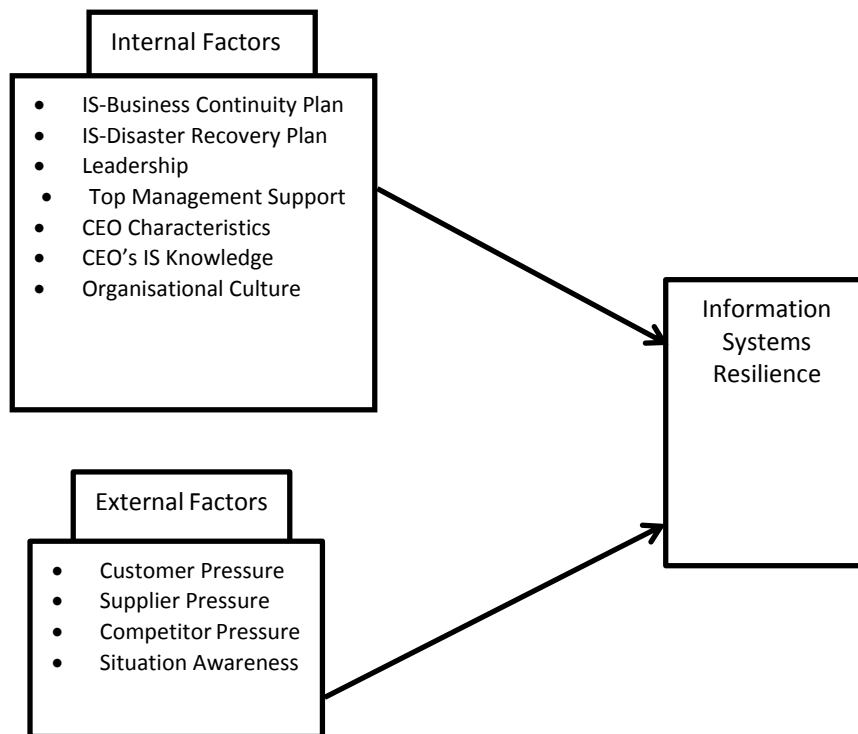 Internal Factors
• IS-Business Continuity Plan
• IS-Disaster Recovery Plan
• Leadership
• Top Management Support
• CEO Characteristics
• CEO’s IS Knowledge
• Organisational Culture
Information
Systems
Resilience
External Factors
• Customer Pressure
• Supplier Pressure
• Competitor Pressure
• Situation Awareness